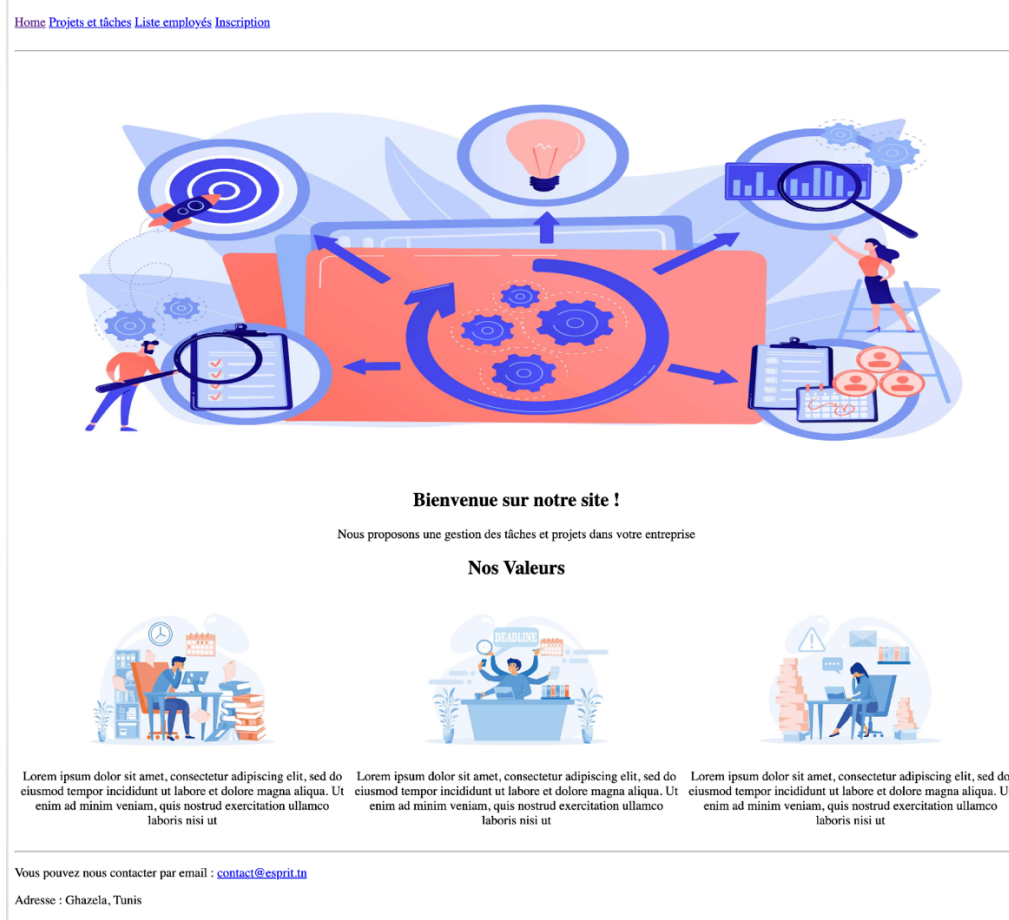 Home Projets et tâches Liste employés Inscription
Bienvenue sur notre site !
Nous proposons une gestion des tâches et projets dans votre entreprise
Nos Valeurs
DEADLINE
Lorem ipsum dolor sit amet, consectetur adipiscing elit, sed do
eiusmod tempor incididunt ut labore et dolore magna aliqua. Ut
enim ad minim veniam, quis nostrud exercitation ullamco
laboris nisi ut
Lorem ipsum dolor sit amet, consectetur adipiscing elit, sed do
eiusmod tempor incididunt ut labore et dolore magna aliqua. Ut
enim ad minim veniam, quis nostrud exercitation ullamco
laboris nisi ut
Lorem ipsum dolor sit amet, consectetur adipiscing elit, sed do
eiusmod tempor incididunt ut labore et dolore magna aliqua. U
enim ad minim veniam, quis nostrud exercitation ullamco
laboris nisi ut
Vous pouvez nous contacter par email : contact@esprit.tn
Adresse : Ghazela, Tunis